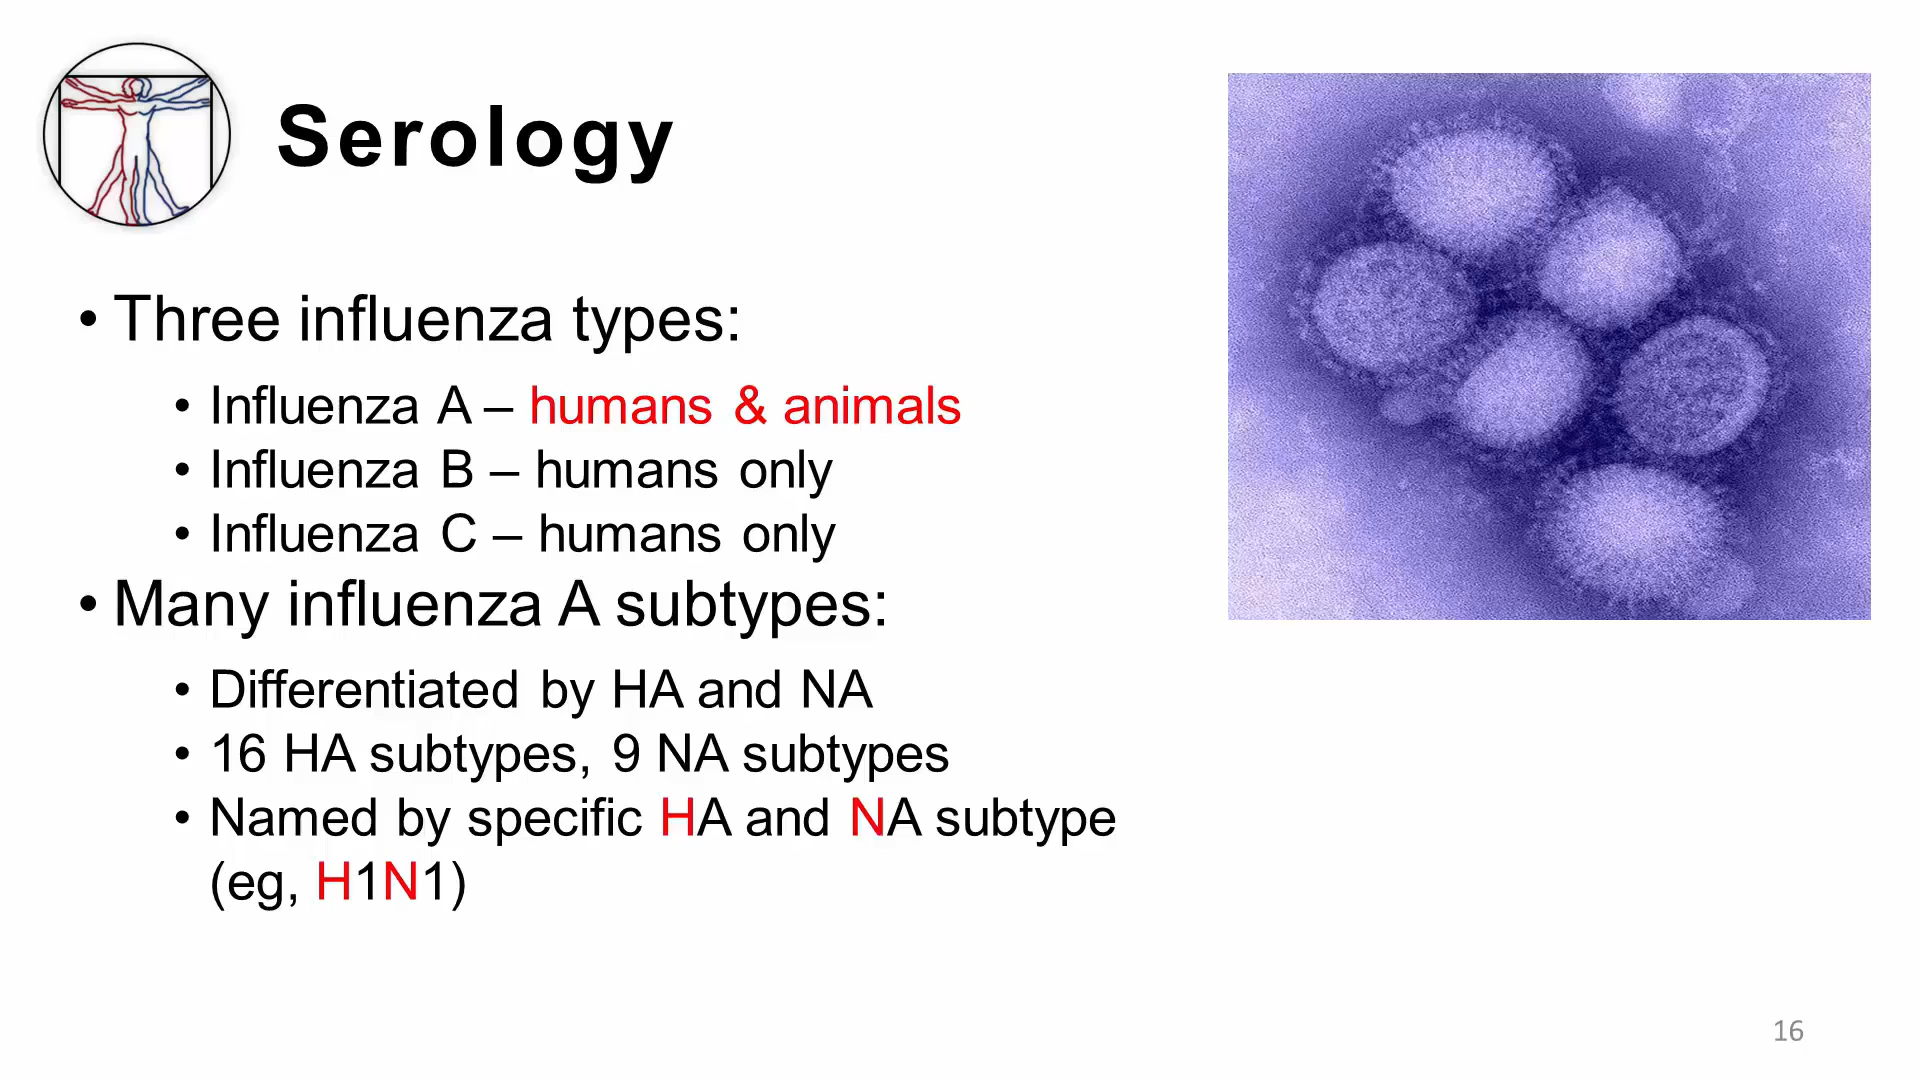 Serology
• Three influenza types:
• Influenza A – humans & animals
• Influenza B – humans only
• Influenza C – humans only
• Many influenza A subtypes:
• Differentiated by HA and NA
• 16 HA subtypes, 9 NA subtypes
• Named by specific HA and NA subtype
(eg, H1N1)
16